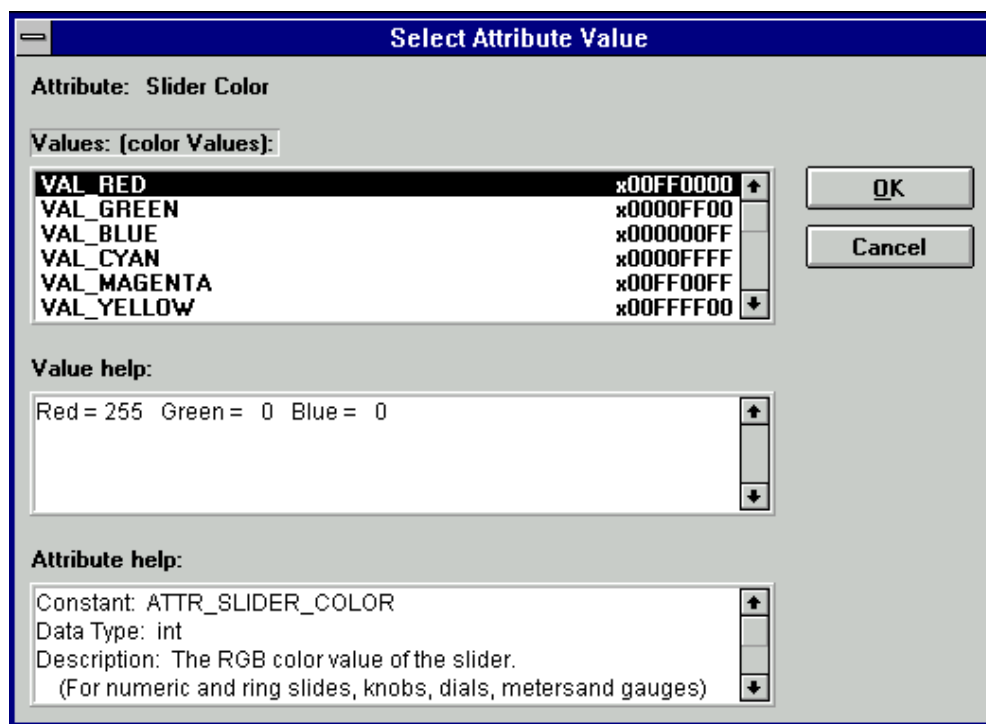 Select Attribute Value
Attribute: Slider Color
Values: (color Values):
VAL_RED x00FF0000
VAL_GREEN x0000FF00
VAL_BLUE x000000FF
VAL_CYAN x0000FFFF
VAL_MAGENTA x00FF00FF
VAL_YELLOW x00FFFF00
OK
Cancel
Value help:
Red = 255 Green = 0 Blue = 0
Attribute help:
Constant: ATTR_SLIDER_COLOR
Data Type: int
Description: The RGB color value of the slider.
(For numeric and ring slides, knobs, dials, metersand gauges)